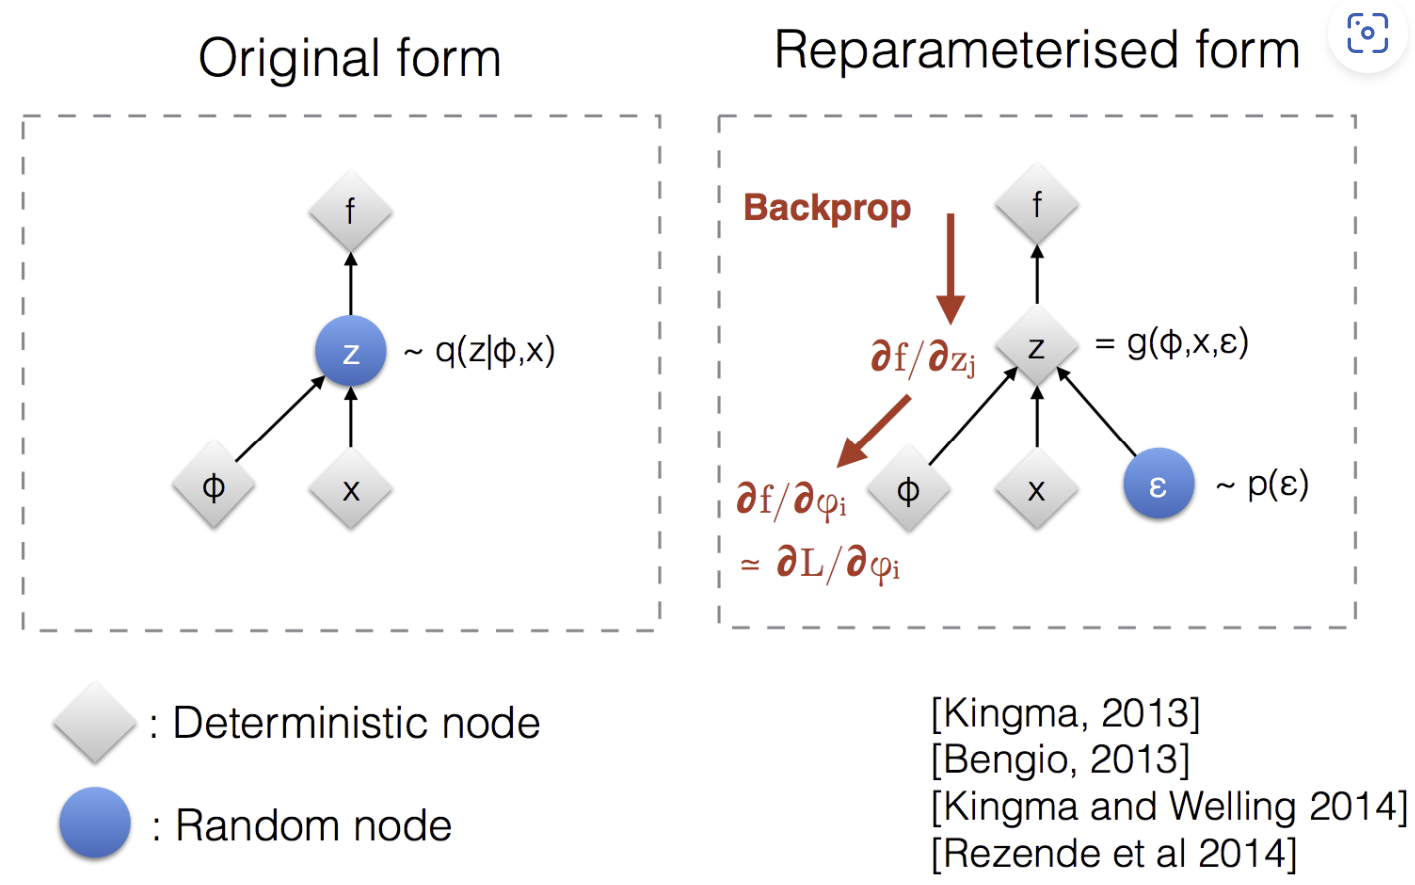 Original form
f
z ~ q(z|ϕ,x)
ϕ
x
Reparameterised form
Backprop
f
∂f/∂zⱼ
z = g(ϕ,x,ε)
∂f/∂φᵢ
≃ ∂L/∂φᵢ
ϕ
x
ε ~ p(ε)
: Deterministic node
: Random node
[Kingma, 2013]
[Bengio, 2013]
[Kingma and Welling 2014]
[Rezende et al 2014]